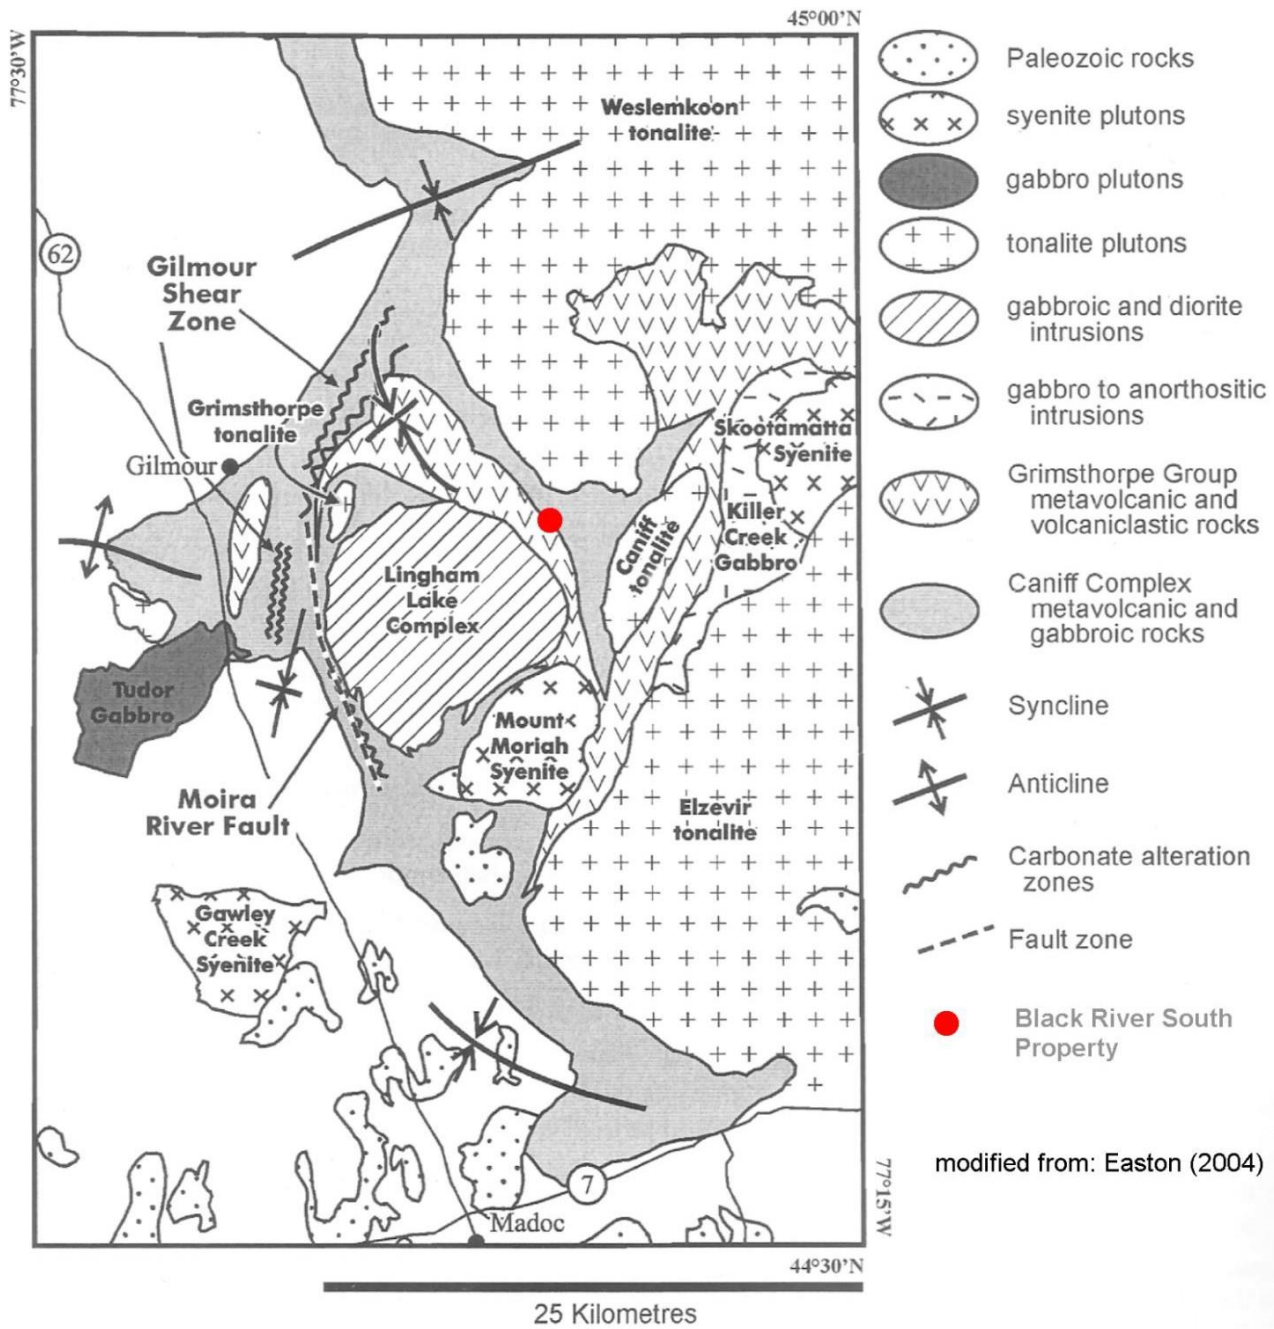 45°00'N
77°30'W
Weslemkoon
tonalite
62
Gilmour
Shear
Zone
Grimsthorpe
tonalite
Gilmour
Skootamatta
Syenite
Killer
Creek
Gabbro
Caniff
tonalite
Lingham
Lake
Complex
Tudor
Gabbro
Mount
Moriah
Syenite
Moira
River Fault
Elzevir
tonalite
Gawley
Creek
Syenite
7
Madoc
77°15'W
44°30'N
25 Kilometres
Paleozoic rocks
syenite plutons
gabbro plutons
tonalite plutons
gabbroic and diorite
intrusions
gabbro to anorthositic
intrusions
Grimsthorpe Group
metavolcanic and
volcaniclastic rocks
Caniff Complex
metavolcanic and
gabbroic rocks
Syncline
Anticline
Carbonate alteration
zones
Fault zone
Black River South
Property
modified from: Easton (2004)